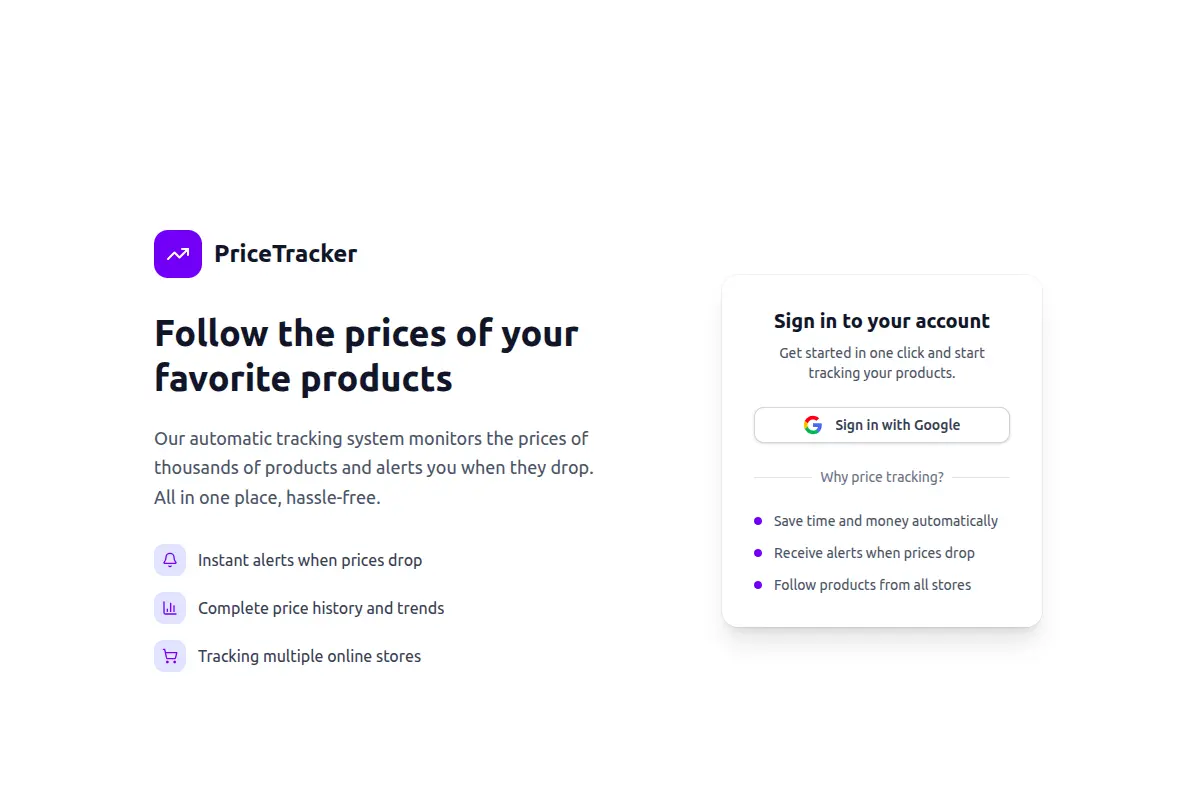 PriceTracker
Follow the prices of your
favorite products
Our automatic tracking system monitors the prices of
thousands of products and alerts you when they drop.
All in one place, hassle-free.
Instant alerts when prices drop
Complete price history and trends
Tracking multiple online stores
Sign in to your account
Get started in one click and start
tracking your products.
Sign in with Google
Why price tracking?
Save time and money automatically
Receive alerts when prices drop
Follow products from all stores